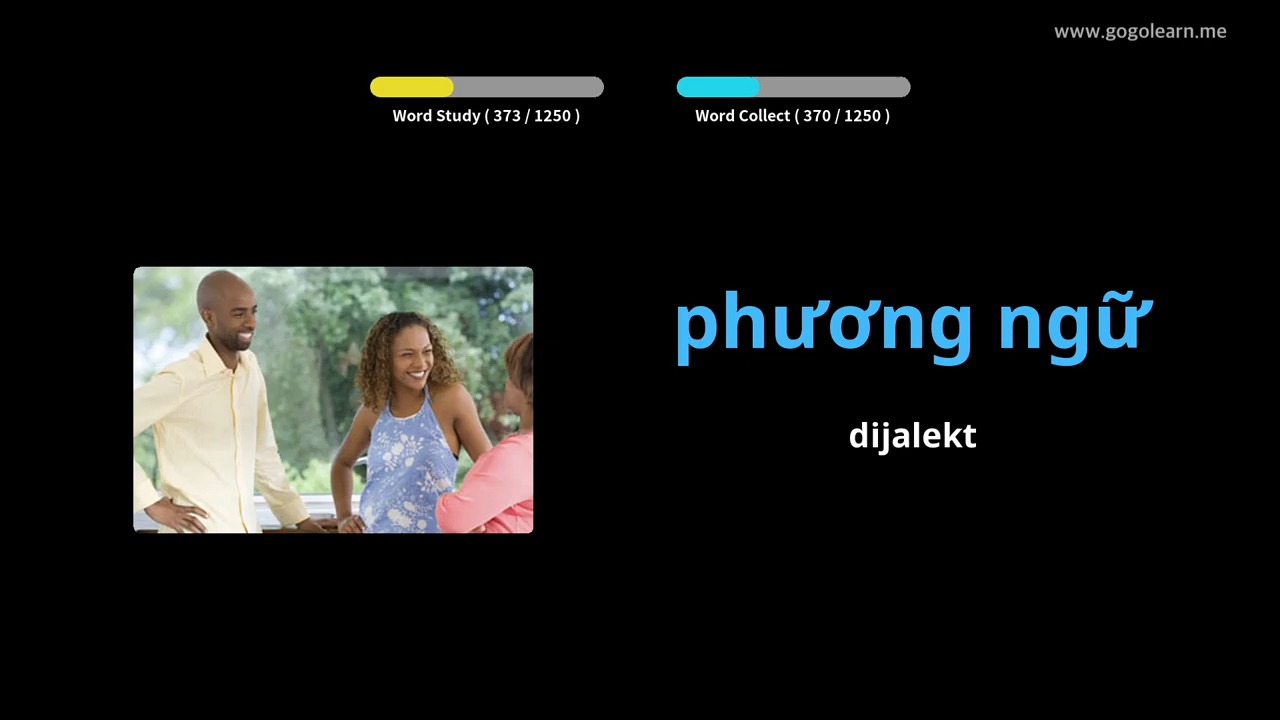 www.gogolearn.me
Word Study ( 373 / 1250 )
Word Collect ( 370 / 1250 )
phương ngữ
dijalekt